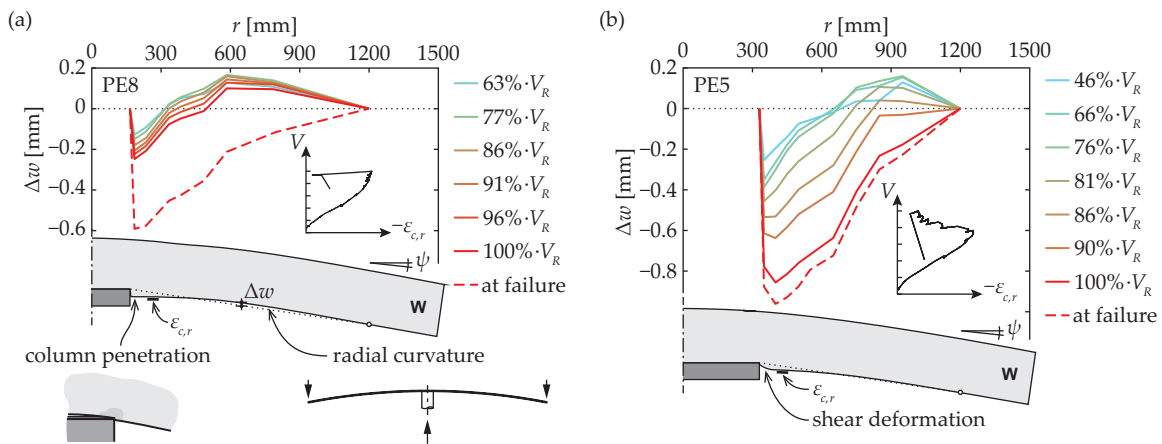 (a)
r [mm]
0 300 600 900 1200 1500
0.2
0
−0.2
−0.4
−0.6
Δw [mm]
PE8
63%·V_R
77%·V_R
86%·V_R
91%·V_R
96%·V_R
100%·V_R
at failure
V
−ε_{c,r}
ψ
Δw
W
ε_{c,r}
column penetration
radial curvature
(b)
r [mm]
0 300 600 900 1200 1500
0.2
0
−0.2
−0.4
−0.6
−0.8
Δw [mm]
PE5
46%·V_R
66%·V_R
76%·V_R
81%·V_R
86%·V_R
90%·V_R
100%·V_R
at failure
V
−ε_{c,r}
ψ
W
ε_{c,r}
shear deformation